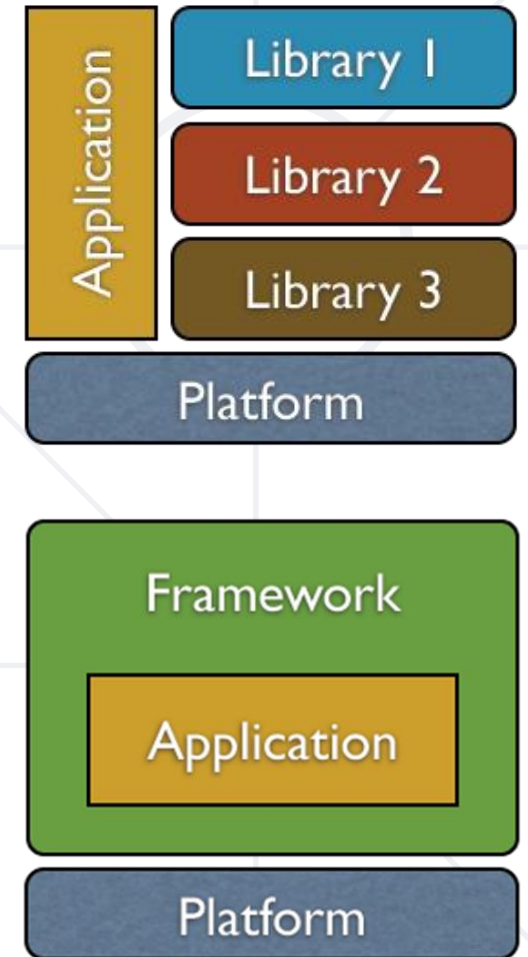 Application
Library 1
Library 2
Library 3
Platform
Framework
Application
Platform